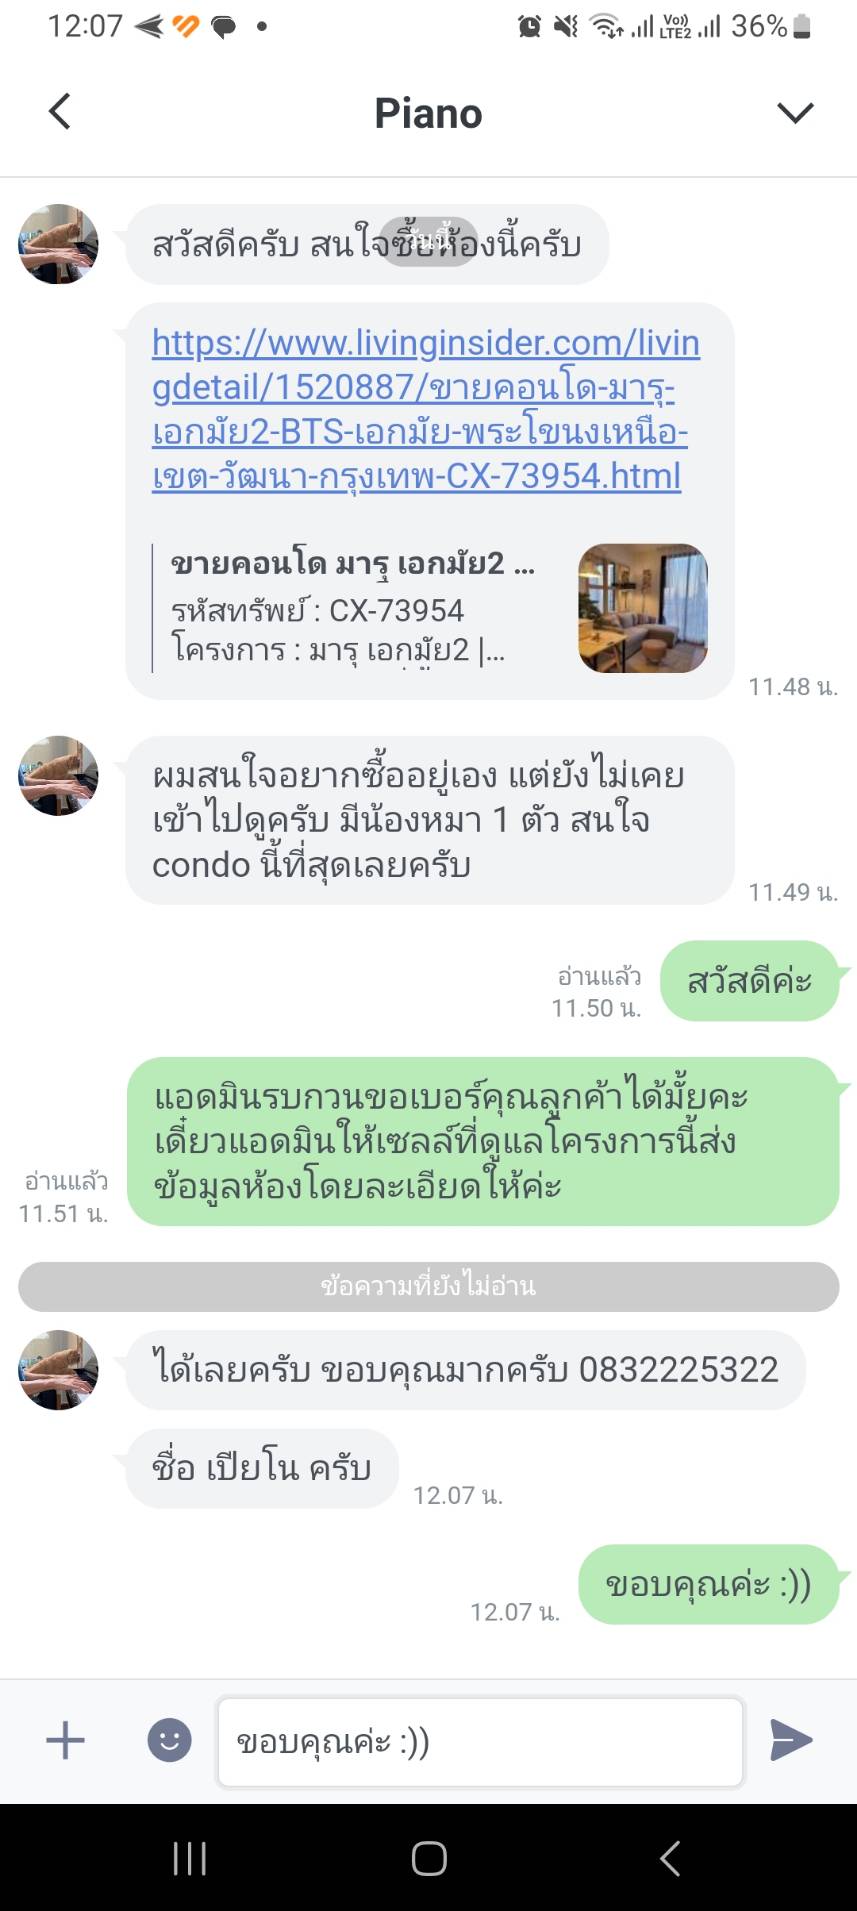 12:07
Vo))
LTE2
36%
Piano
สวัสดีครับ สนใจซื้อห้องนี้ครับ
วันนี้
https://www.livinginsider.com/livin
gdetail/1520887/ขายคอนโด-มารุ-
เอกมัย2-BTS-เอกมัย-พระโขนงเหนือ-
เขต-วัฒนา-กรุงเทพ-CX-73954.html
ขายคอนโด มารุ เอกมัย2 ...
รหัสทรัพย์ : CX-73954
โครงการ : มารุ เอกมัย2 |...
11.48 น.
ผมสนใจอยากซื้ออยู่เอง แต่ยังไม่เคย
เข้าไปดูครับ มีน้องหมา 1 ตัว สนใจ
condo นี้ที่สุดเลยครับ
11.49 น.
สวัสดีค่ะ
อ่านแล้ว
11.50 น.
แอดมินรบกวนขอเบอร์คุณลูกค้าได้มั้ยคะ
เดี๋ยวแอดมินให้เซลล์ที่ดูแลโครงการนี้ส่ง
ข้อมูลห้องโดยละเอียดให้ค่ะ
อ่านแล้ว
11.51 น.
ข้อความที่ยังไม่อ่าน
ได้เลยครับ ขอบคุณมากครับ 0832225322
ชื่อ เปียโน ครับ
12.07 น.
ขอบคุณค่ะ :))
12.07 น.
ขอบคุณค่ะ :))